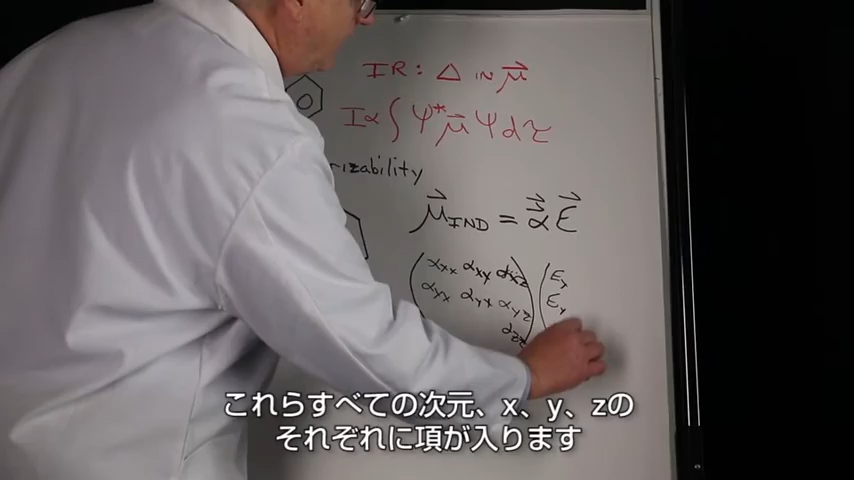 IR: Δ IN μ⃗
I α ∫ ψ* μ⃗ ψ dτ
rizability
μ⃗IND = α⃗⃗ E⃗
αxx αxy αxz Ex
αyx αyx αyz Ey
αzz
これらすべての次元、x、y、zの
それぞれに項が入ります